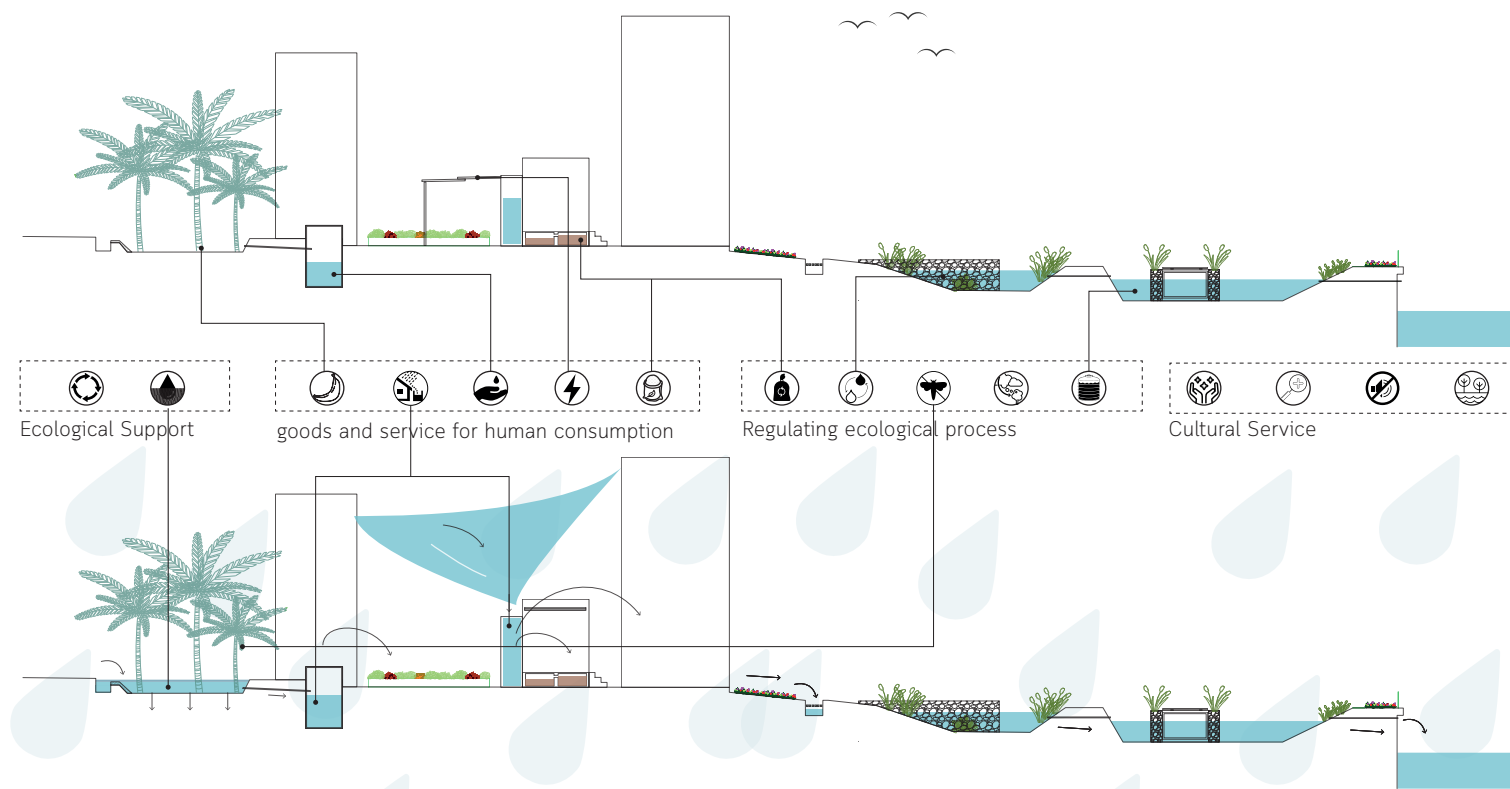 Ecological Support
goods and service for human consumption
Regulating ecological process
Cultural Service